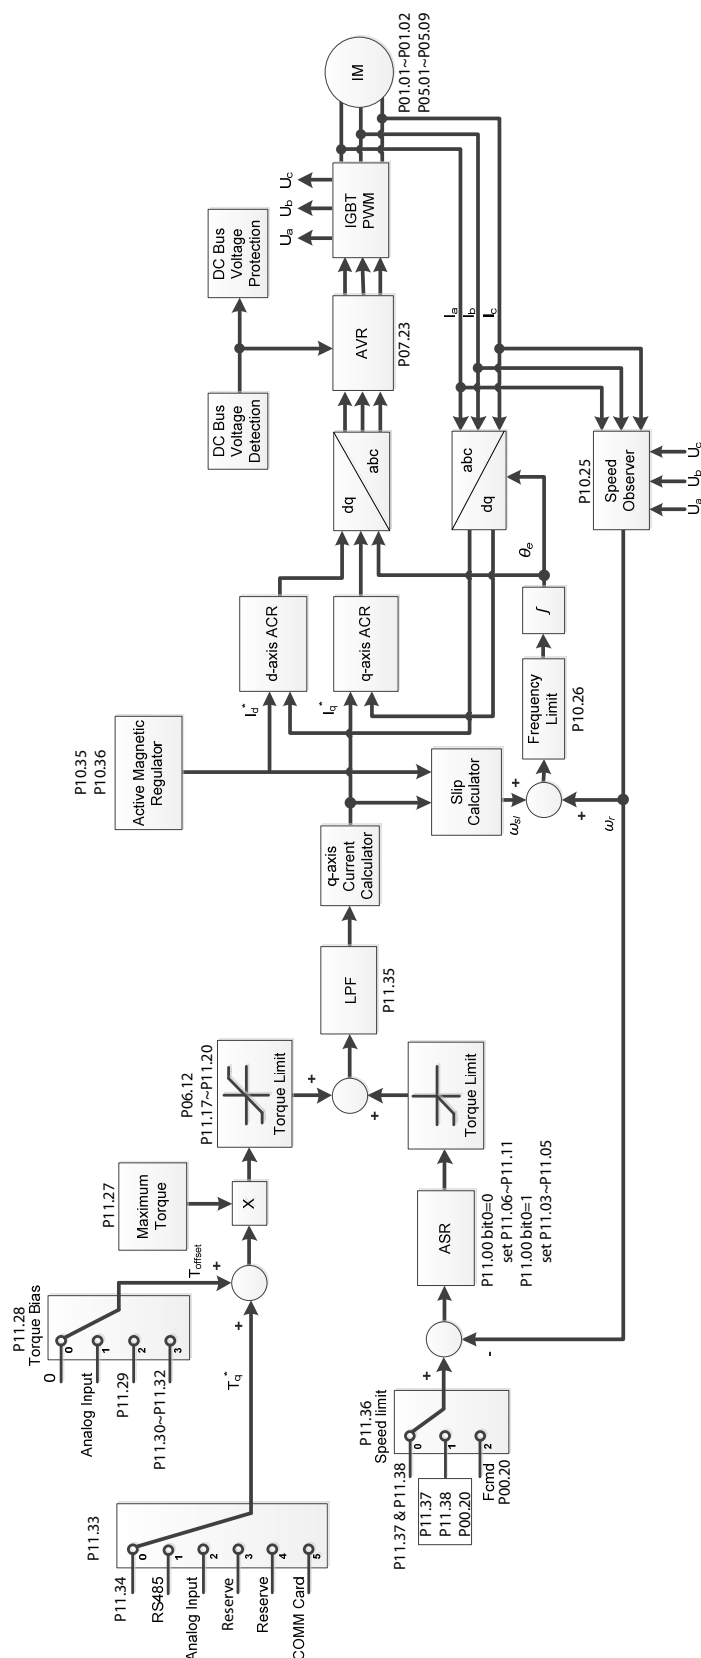 P11.33
P11.34
0
RS485
1
Analog Input
2
Reserve
3
Reserve
4
COMM Card
5
Tq*
+
P11.28
Torque Bias
0
0
Analog Input
1
P11.29
2
P11.30~P11.32
3
Toffset
+
P11.27
Maximum
Torque
X
P06.12
P11.17~P11.20
Torque Limit
+
P11.36
Speed limit
P11.37 & P11.38
0
P11.37
P11.38
P00.20
1
Fcmd
P00.20
2
+
-
ASR
P11.00 bit0=0
set P11.06~P11.11
P11.00 bit0=1
set P11.03~P11.05
Torque Limit
+
LPF
P11.35
q-axis
Current
Calculator
P10.35
P10.36
Active Magnetic
Regulator
Id*
Iq*
d-axis ACR
q-axis ACR
Slip
Calculator
ωsl
+
+
ωr
Frequency
Limit
P10.26
∫
θe
dq
abc
abc
dq
P10.25
Speed
Observer
Ua
Ub
Uc
DC Bus
Voltage
Detection
DC Bus
Voltage
Protection
AVR
P07.23
Ia
Ib
Ic
IGBT
PWM
Ua
Ub
Uc
IM
P01.01~P01.02
P05.01~P05.09